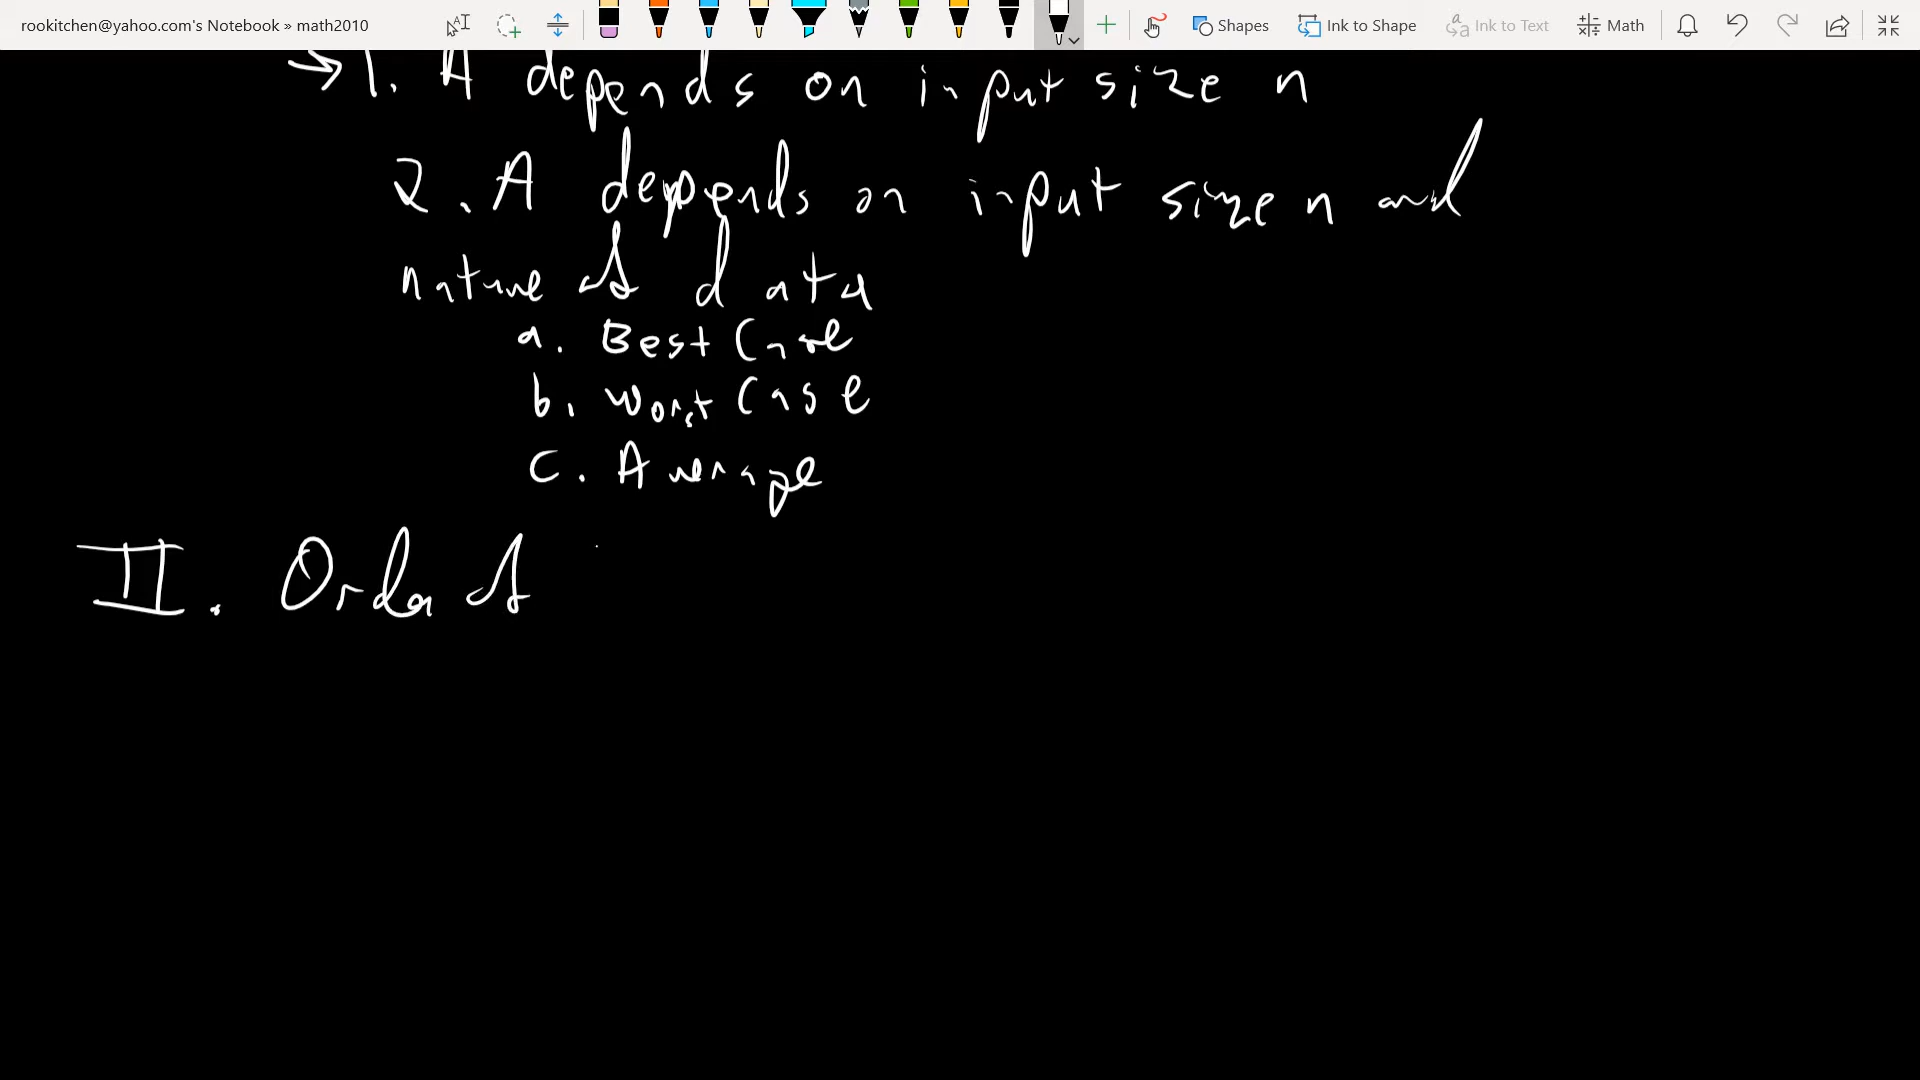 rookitchen@yahoo.com's Notebook » math2010 Shapes Ink to Shape Ink to Text Math
→ 1. A depends on input size n
2. A depends on input size n and
nature of data
a. Best Case
b. Worst Case
c. Average
II. Order of